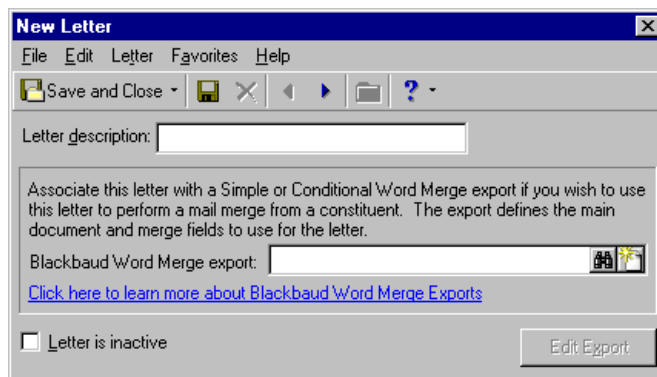 New Letter
File Edit Letter Favorites Help
Save and Close ?
Letter description:
Associate this letter with a Simple or Conditional Word Merge export if you wish to use
this letter to perform a mail merge from a constituent. The export defines the main
document and merge fields to use for the letter.
Blackbaud Word Merge export:
Click here to learn more about Blackbaud Word Merge Exports
Letter is inactive
Edit Export